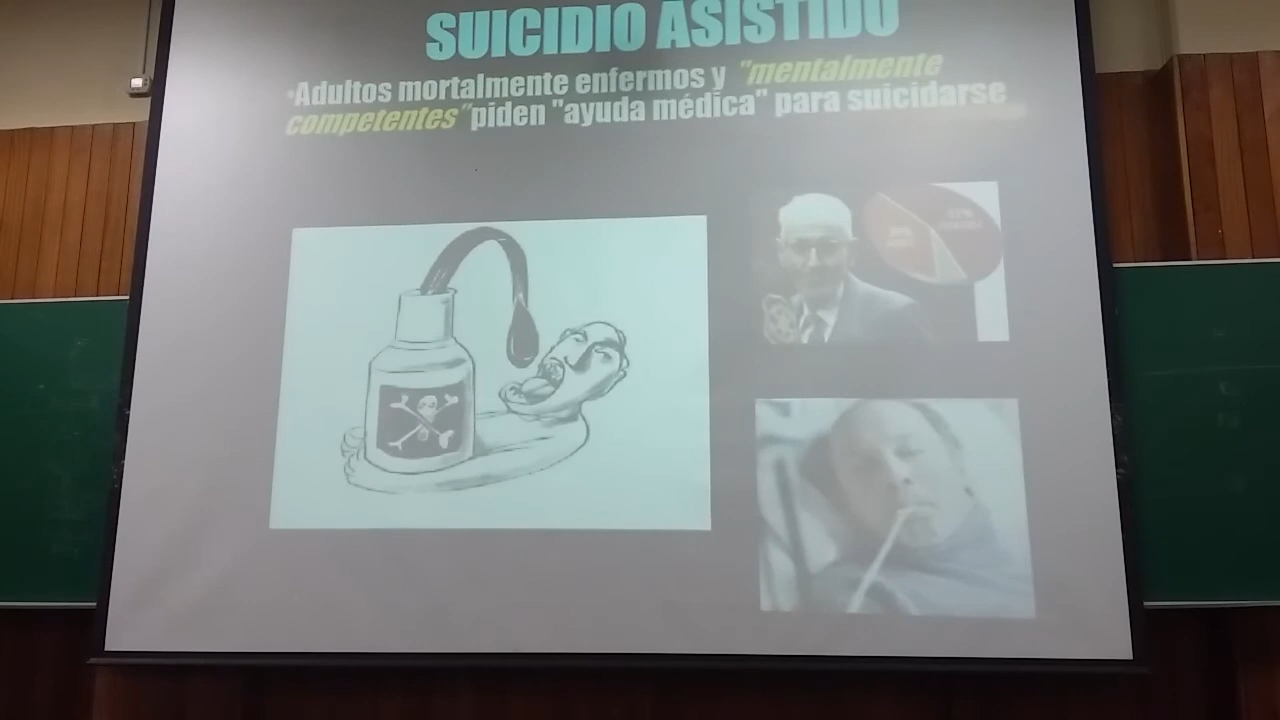 SUICIDIO ASISTIDO
•Adultos mortalmente enfermos y "mentalmente
competentes" piden "ayuda médica" para suicidarse